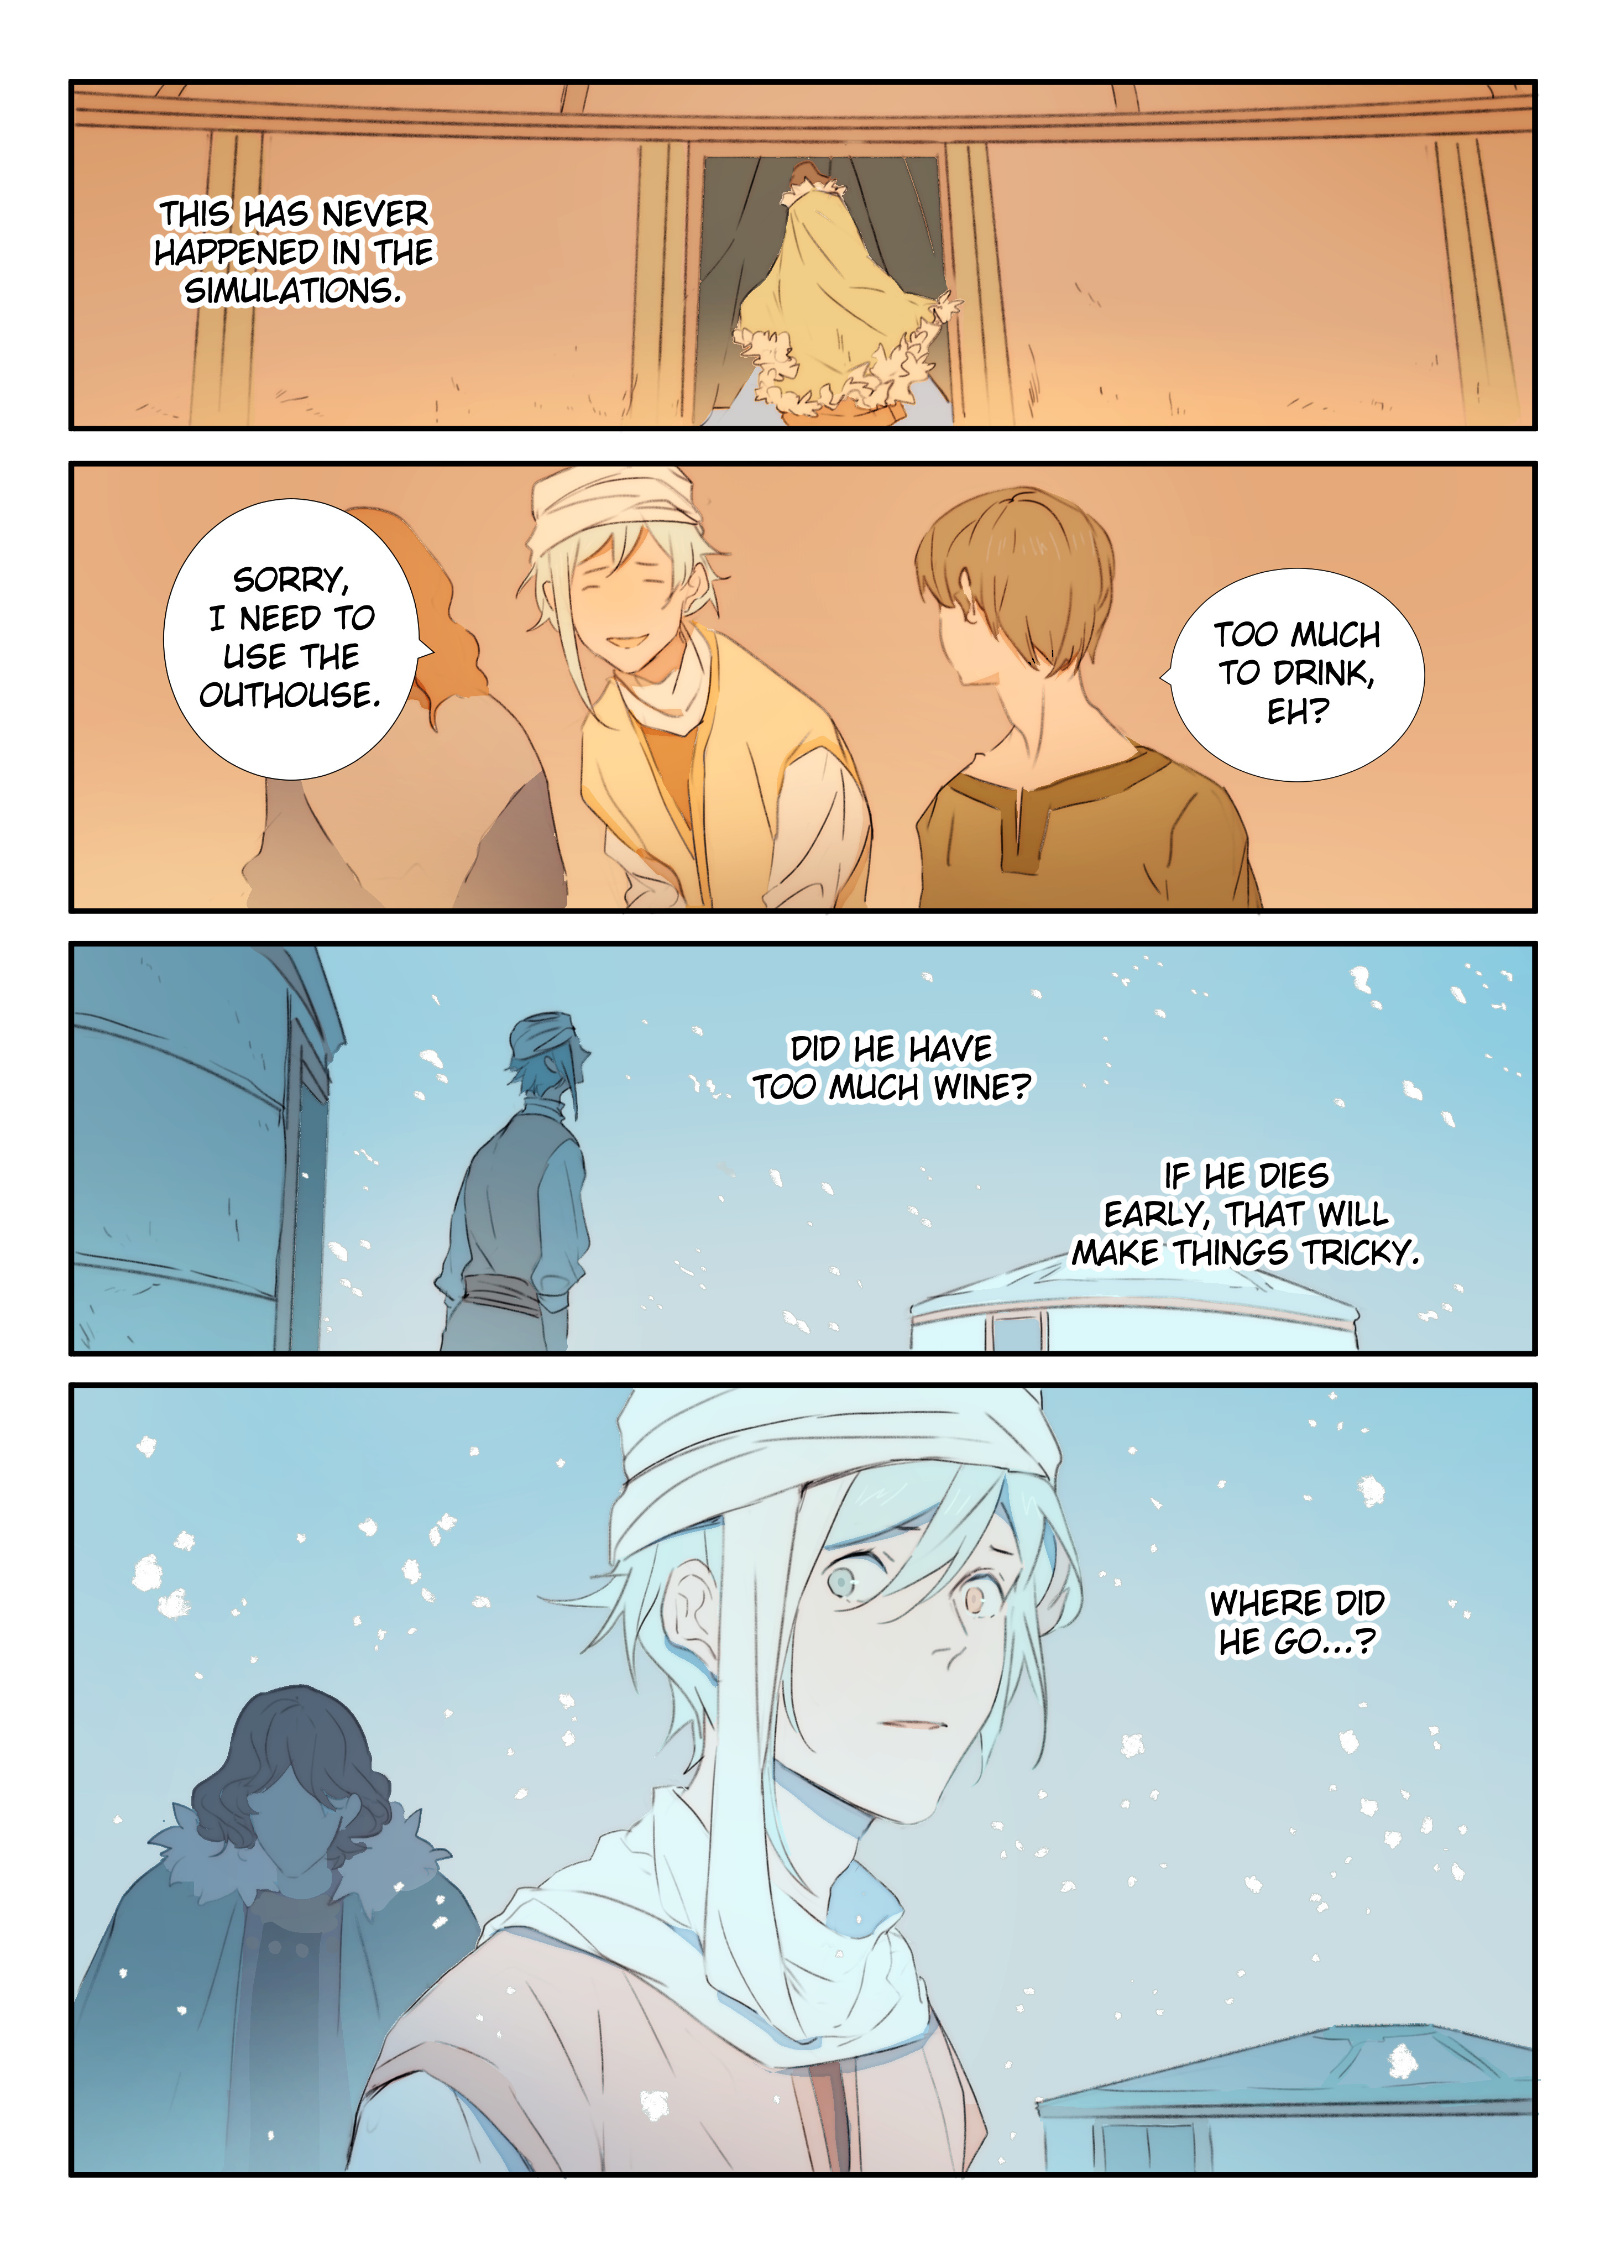 THIS HAS NEVER
HAPPENED IN THE
SIMULATIONS.
SORRY,
I NEED TO
USE THE
OUTHOUSE.
TOO MUCH
TO DRINK,
EH?
DID HE HAVE
TOO MUCH WINE?
IF HE DIES
EARLY, THAT WILL
MAKE THINGS TRICKY.
WHERE DID
HE GO...?